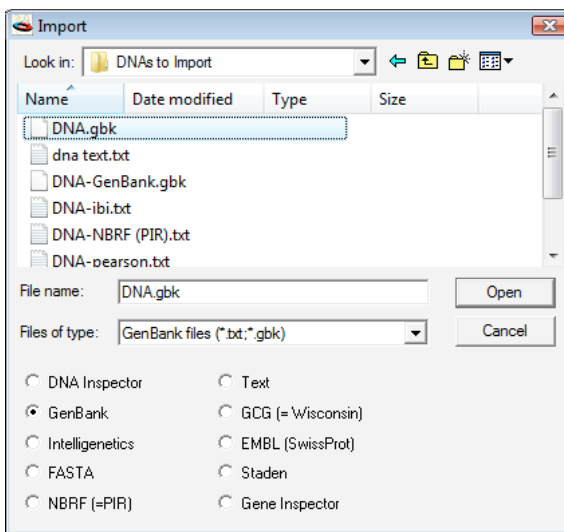 Import
Look in: DNAs to Import
Name Date modified Type Size
DNA.gbk
dna text.txt
DNA-GenBank.gbk
DNA-ibi.txt
DNA-NBRF (PIR).txt
DNA-pearson.txt
File name: DNA.gbk Open
Files of type: GenBank files (*.txt;*.gbk) Cancel
DNA Inspector Text
GenBank GCG (= Wisconsin)
Intelligenetics EMBL (SwissProt)
FASTA Staden
NBRF (=PIR) Gene Inspector